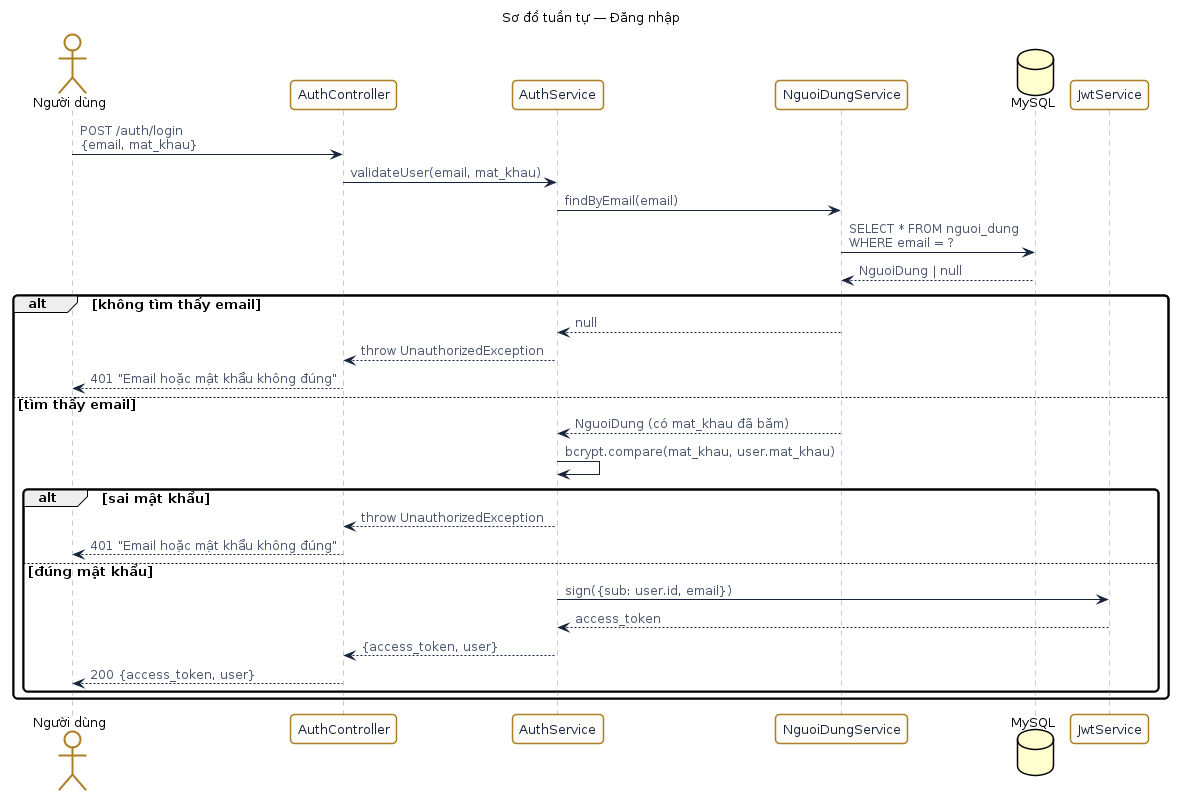 Sơ đồ tuần tự — Đăng nhập
Người dùng
AuthController
AuthService
NguoiDungService
MySQL
JwtService
POST /auth/login
{email, mat_khau}
validateUser(email, mat_khau)
findByEmail(email)
SELECT * FROM nguoi_dung
WHERE email = ?
NguoiDung | null
alt
[không tìm thấy email]
null
throw UnauthorizedException
401 "Email hoặc mật khẩu không đúng"
[tìm thấy email]
NguoiDung (có mat_khau đã băm)
bcrypt.compare(mat_khau, user.mat_khau)
alt
[sai mật khẩu]
throw UnauthorizedException
401 "Email hoặc mật khẩu không đúng"
[đúng mật khẩu]
sign({sub: user.id, email})
access_token
{access_token, user}
200 {access_token, user}
Người dùng
AuthController
AuthService
NguoiDungService
MySQL
JwtService